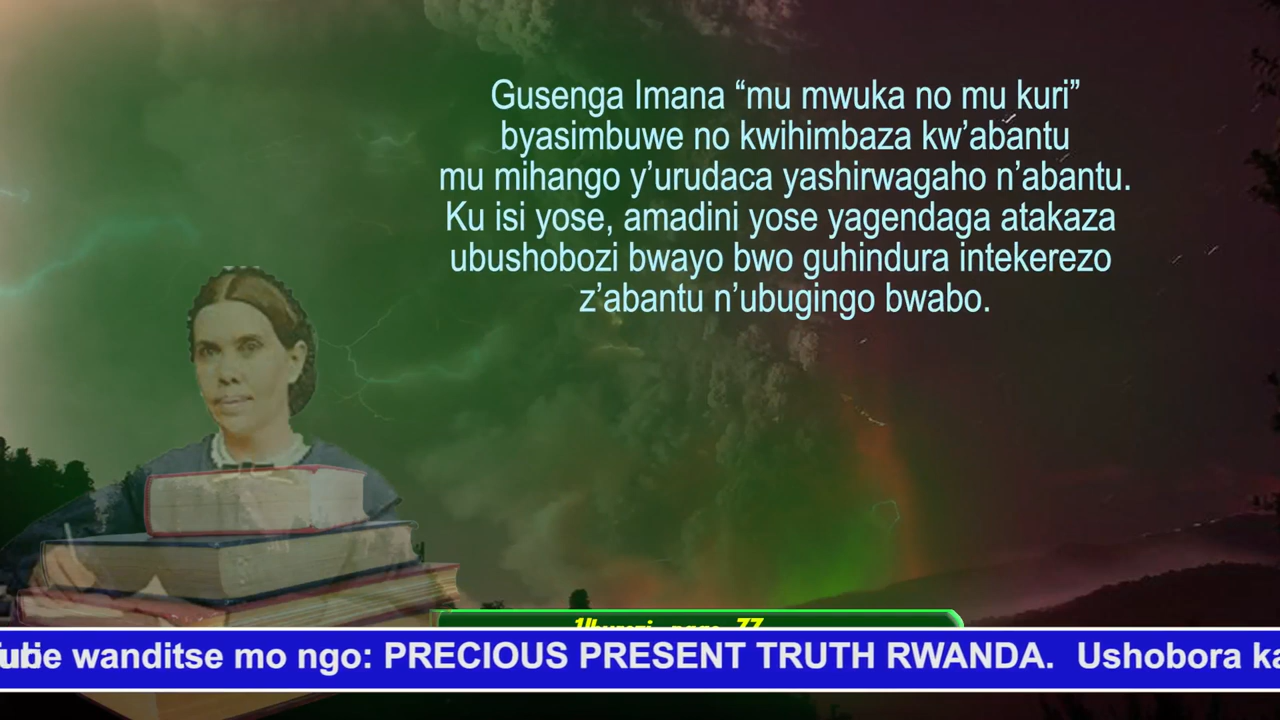 Gusenga Imana “mu mwuka no mu kuri”
byasimbuwe no kwihimbaza kw’abantu
mu mihango y’urudaca yashirwagaho n’abantu.
Ku isi yose, amadini yose yagendaga atakaza
ubushobozi bwayo bwo guhindura intekerezo
z’abantu n’ubugingo bwabo.
77
wanditse mo ngo: PRECIOUS PRESENT TRUTH RWANDA. Ushobora